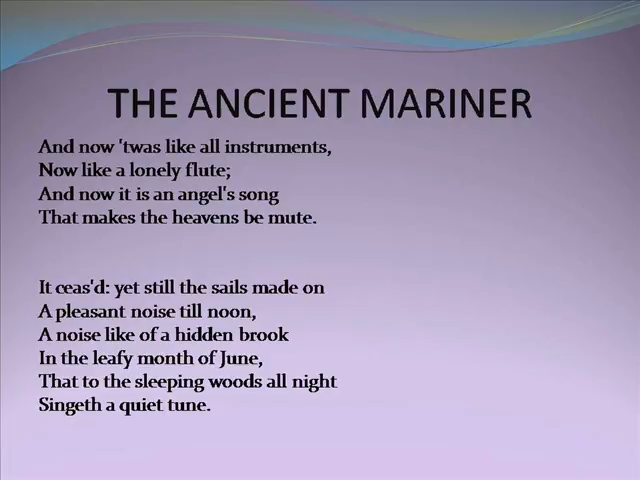 THE ANCIENT MARINER
And now 'twas like all instruments,
Now like a lonely flute;
And now it is an angel's song
That makes the heavens be mute.
It ceas'd: yet still the sails made on
A pleasant noise till noon,
A noise like of a hidden brook
In the leafy month of June,
That to the sleeping woods all night
Singeth a quiet tune.